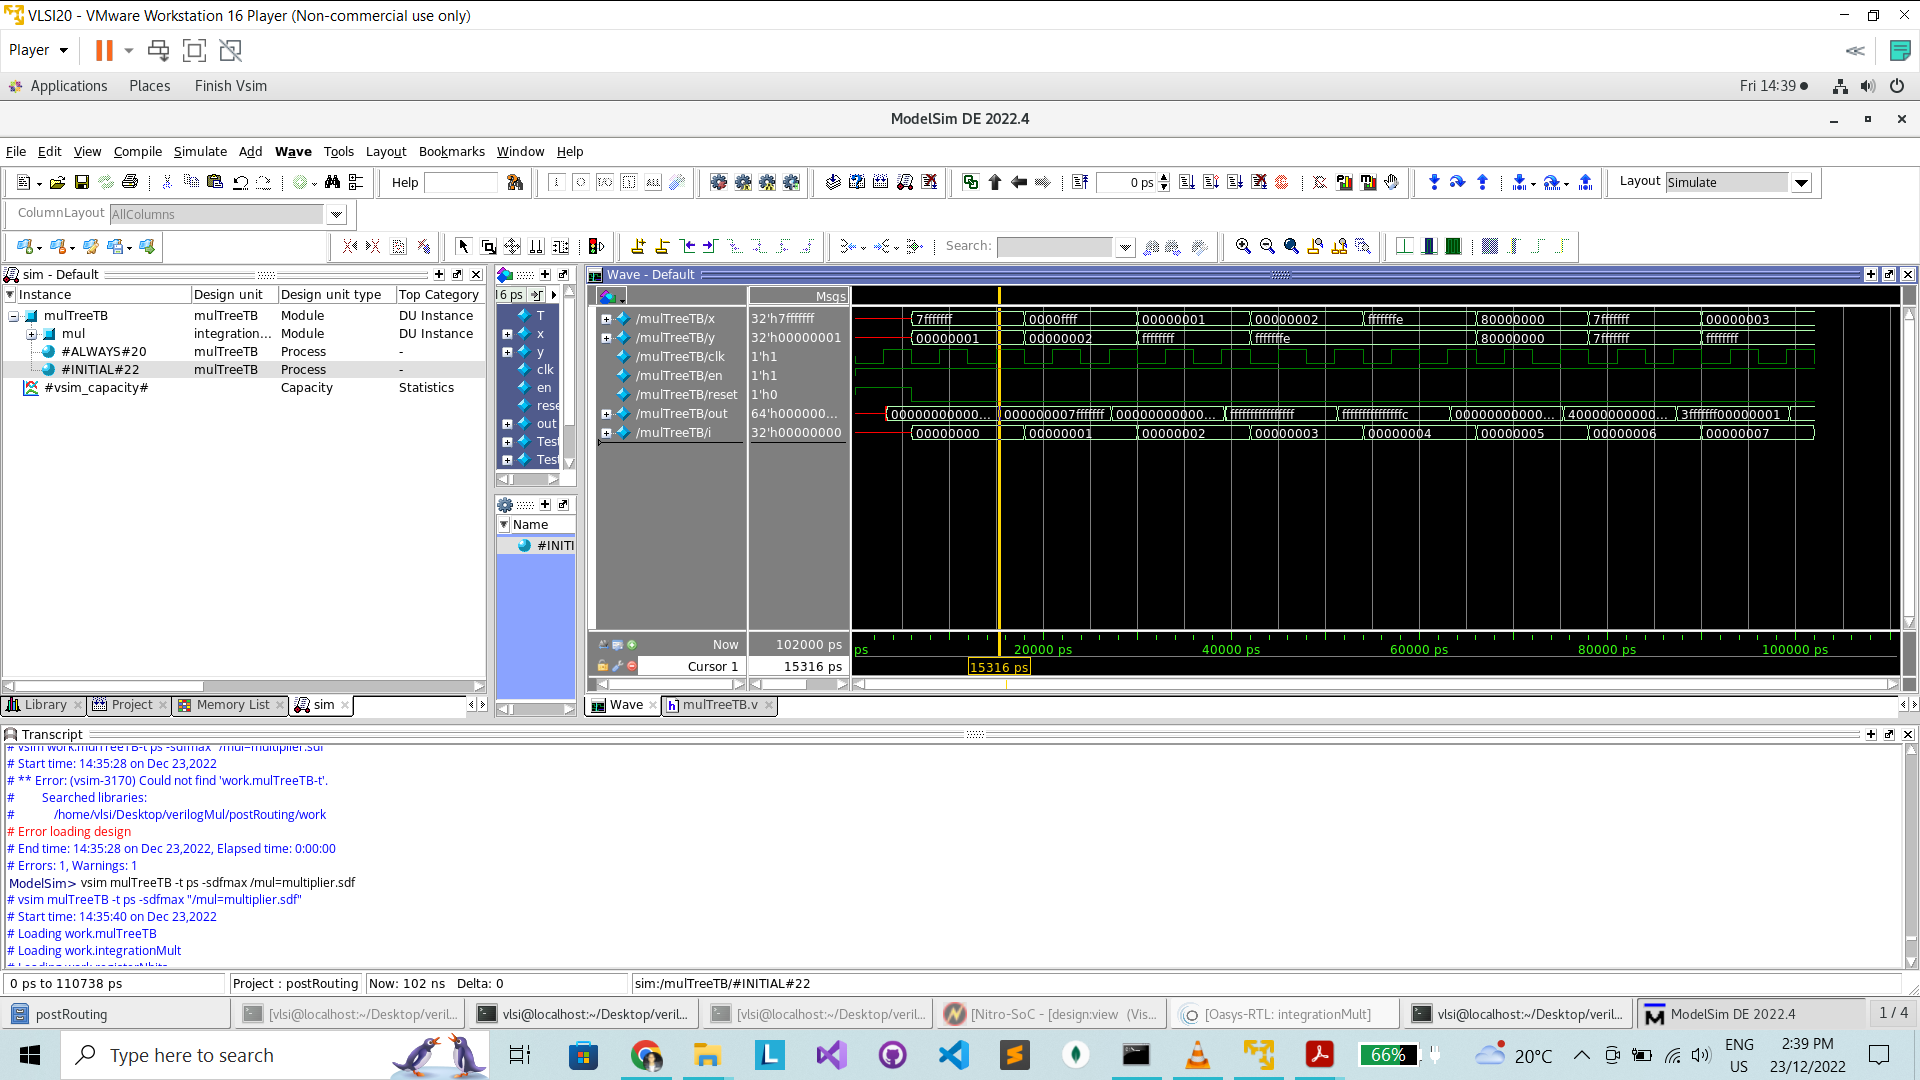 VLSI20 - VMware Workstation 16 Player (Non-commercial use only)
Player
Applications Places Finish Vsim Fri 14:39
ModelSim DE 2022.4
File Edit View Compile Simulate Add Wave Tools Layout Bookmarks Window Help
Help 0 ps Layout Simulate
ColumnLayout AllColumns
Search:
sim - Default
Instance Design unit Design unit type Top Category
mulTreeTB mulTreeTB Module DU Instance
mul integration... Module DU Instance
#ALWAYS#20 mulTreeTB Process -
#INITIAL#22 mulTreeTB Process -
#vsim_capacity# Capacity Statistics
Library Project Memory List sim
16 ps
T
x
y
clk
en
rese
out
Test
Test
Name
#INITI
Wave - Default
Msgs
/mulTreeTB/x 32'h7fffffff 7fffffff 0000ffff 00000001 00000002 fffffffe 80000000 7fffffff 00000003
/mulTreeTB/y 32'h00000001 00000001 00000002 ffffffff fffffffe 80000000 7fffffff ffffffff
/mulTreeTB/clk 1'h1
/mulTreeTB/en 1'h1
/mulTreeTB/reset 1'h0
/mulTreeTB/out 64'h000000... 00000000000... 000000007fffffff 00000000000... ffffffffffffffff fffffffffffffffc 00000000000... 40000000000... 3fffffff00000001
/mulTreeTB/i 32'h00000000 00000000 00000001 00000002 00000003 00000004 00000005 00000006 00000007
Now 102000 ps ps 20000 ps 40000 ps 60000 ps 80000 ps 100000 ps
Cursor 1 15316 ps 15316 ps
Wave mulTreeTB.v
Transcript
# vsim work.mulTreeTB-t ps -sdfmax "/mul=multiplier.sdf"
# Start time: 14:35:28 on Dec 23,2022
# ** Error: (vsim-3170) Could not find 'work.mulTreeTB-t'.
# Searched libraries:
# /home/vlsi/Desktop/verilogMul/postRouting/work
# Error loading design
# End time: 14:35:28 on Dec 23,2022, Elapsed time: 0:00:00
# Errors: 1, Warnings: 1
ModelSim> vsim mulTreeTB -t ps -sdfmax /mul=multiplier.sdf
# vsim mulTreeTB -t ps -sdfmax "/mul=multiplier.sdf"
# Start time: 14:35:40 on Dec 23,2022
# Loading work.mulTreeTB
# Loading work.integrationMult
# Loading work.registerNbits
0 ps to 110738 ps Project : postRouting Now: 102 ns Delta: 0 sim:/mulTreeTB/#INITIAL#22
postRouting [vlsi@localhost:~/Desktop/veril... vlsi@localhost:~/Desktop/veril... [vlsi@localhost:~/Desktop/veril... [Nitro-SoC - [design:view (Vis... [Oasys-RTL: integrationMult] vlsi@localhost:~/Desktop/veril... ModelSim DE 2022.4 1 / 4
Type here to search 66% 20°C ENG US 2:39 PM 23/12/2022